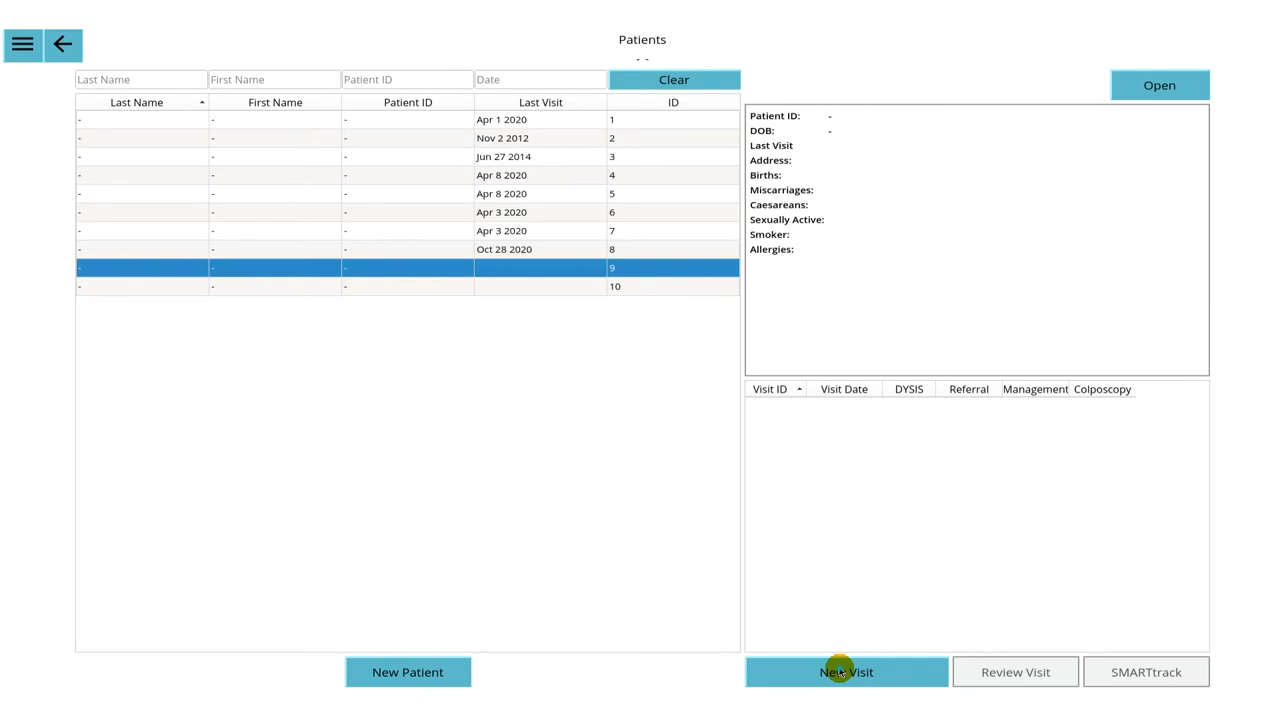 Patients
- -
Last Name First Name Patient ID Date Clear Open
Last Name First Name Patient ID Last Visit ID
- - - Apr 1 2020 1
- - - Nov 2 2012 2
- - - Jun 27 2014 3
- - - Apr 8 2020 4
- - - Apr 8 2020 5
- - - Apr 3 2020 6
- - - Apr 3 2020 7
- - - Oct 28 2020 8
- - - 9
- - - 10
Patient ID: -
DOB: -
Last Visit
Address:
Births:
Miscarriages:
Caesareans:
Sexually Active:
Smoker:
Allergies:
Visit ID Visit Date DYSIS Referral Management Colposcopy
New Patient New Visit Review Visit SMARTtrack